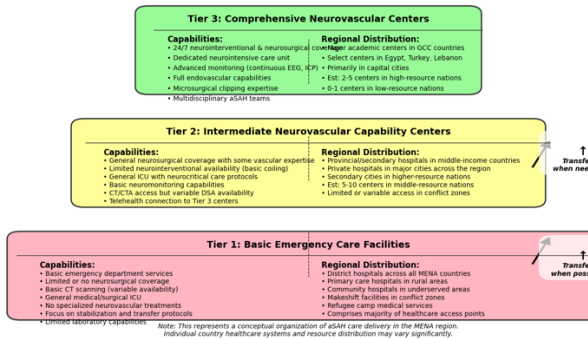 Tier 3: Comprehensive Neurovascular Centers
Capabilities:
• 24/7 neurointerventional & neurosurgical coverage
• Dedicated neurointensive care unit
• Advanced monitoring (continuous EEG, ICP)
• Full endovascular capabilities
• Microsurgical clipping expertise
• Multidisciplinary aSAH teams
Regional Distribution:
• Major academic centers in GCC countries
• Select centers in Egypt, Turkey, Lebanon
• Primarily in capital cities
• Est: 2-5 centers in high-resource nations
• 0-1 centers in low-resource nations
Tier 2: Intermediate Neurovascular Capability Centers
Capabilities:
• General neurosurgical coverage with some vascular expertise
• Limited neurointerventional availability (basic coiling)
• General ICU with neurocritical care protocols
• Basic neuromonitoring capabilities
• CT/CTA access but variable DSA availability
• Telehealth connection to Tier 3 centers
Regional Distribution:
• Provincial/secondary hospitals in middle-income countries
• Private hospitals in major cities across the region
• Secondary cities in higher-resource nations
• Est: 5-10 centers in middle-resource nations
• Limited or variable access in conflict zones
↑
Transfe
when nee
Tier 1: Basic Emergency Care Facilities
Capabilities:
• Basic emergency department services
• Limited or no neurosurgical coverage
• Basic CT scanning (variable availability)
• General medical/surgical ICU
• No specialized neurovascular treatments
• Focus on stabilization and transfer protocols
• Limited laboratory capabilities
Regional Distribution:
• District hospitals across all MENA countries
• Primary care hospitals in rural areas
• Community hospitals in underserved areas
• Makeshift facilities in conflict zones
• Refugee camp medical services
• Comprises majority of healthcare access points
↑
Transfe
when poss
Note: This represents a conceptual organization of aSAH care delivery in the MENA region.
Individual country healthcare systems and resource distribution may vary significantly.